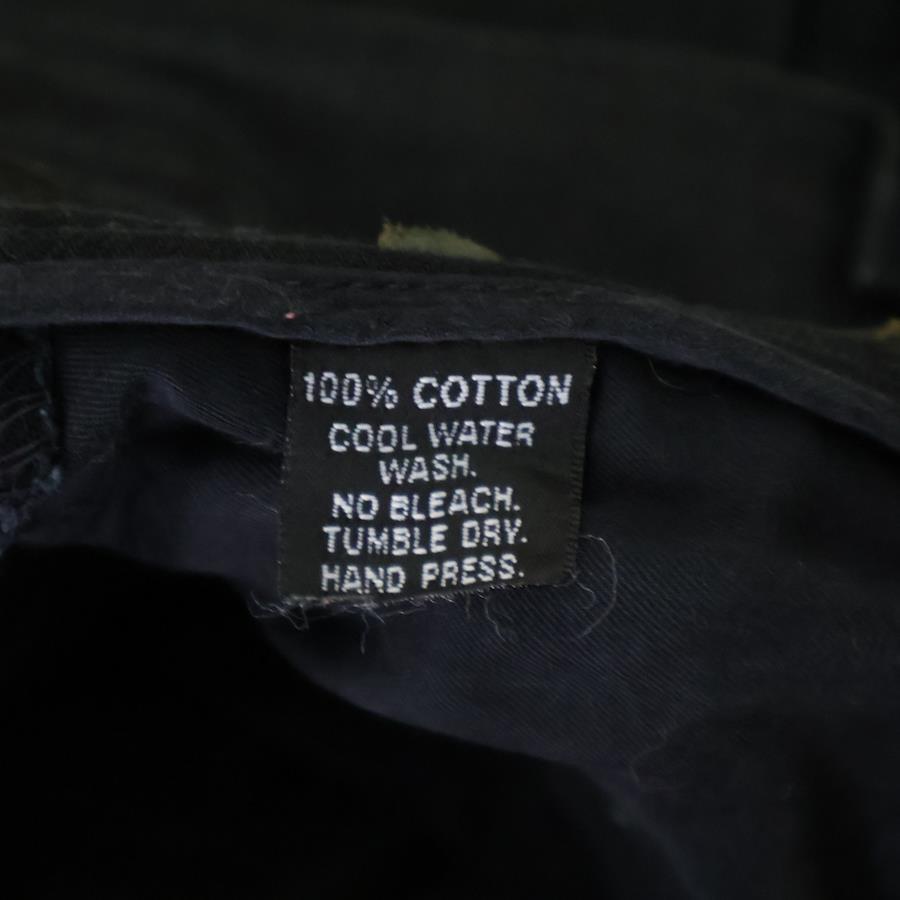 100% COTTON
COOL WATER
WASH.
NO BLEACH.
TUMBLE DRY.
HAND PRESS.